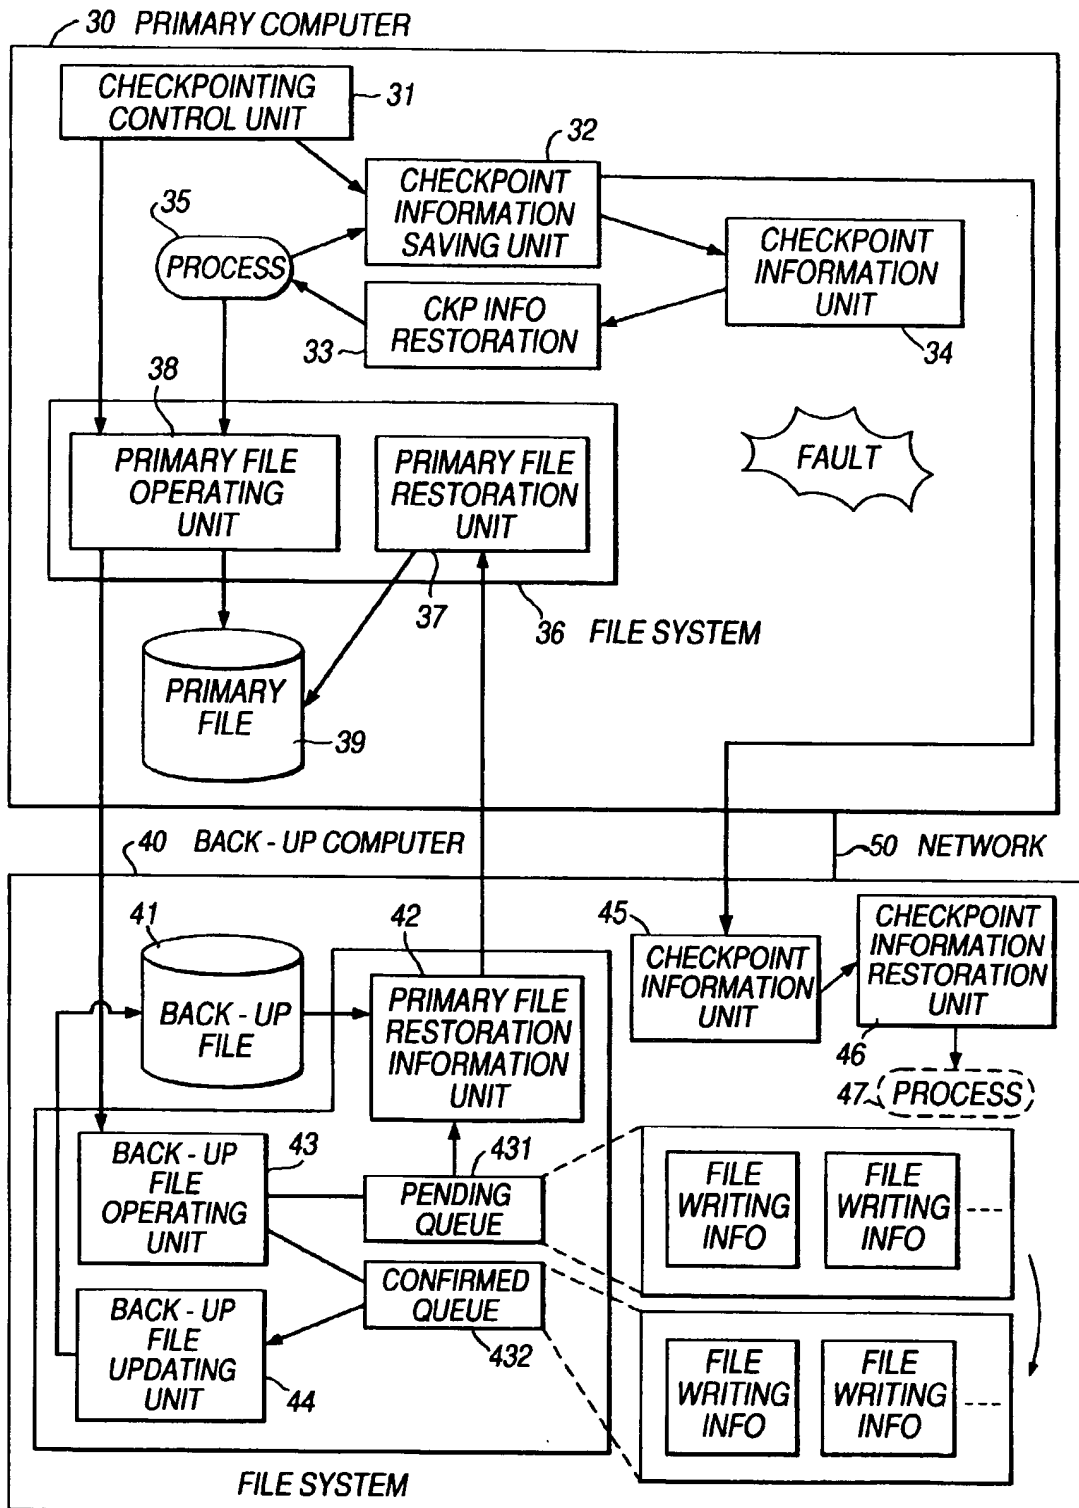 30 PRIMARY COMPUTER
CHECKPOINTING
CONTROL UNIT
31
32
CHECKPOINT
INFORMATION
SAVING UNIT
35
PROCESS
CHECKPOINT
INFORMATION
UNIT
34
CKP INFO
RESTORATION
33
38
PRIMARY FILE
OPERATING
UNIT
PRIMARY FILE
RESTORATION
UNIT
37
FAULT
36 FILE SYSTEM
PRIMARY
FILE
39
40 BACK - UP COMPUTER
50 NETWORK
41
BACK - UP
FILE
42
PRIMARY FILE
RESTORATION
INFORMATION
UNIT
45
CHECKPOINT
INFORMATION
UNIT
CHECKPOINT
INFORMATION
RESTORATION
UNIT
46
47
PROCESS
BACK - UP
FILE
OPERATING
UNIT
43
431
PENDING
QUEUE
FILE
WRITING
INFO
FILE
WRITING
INFO
CONFIRMED
QUEUE
432
BACK - UP
FILE
UPDATING
UNIT
44
FILE
WRITING
INFO
FILE
WRITING
INFO
FILE SYSTEM